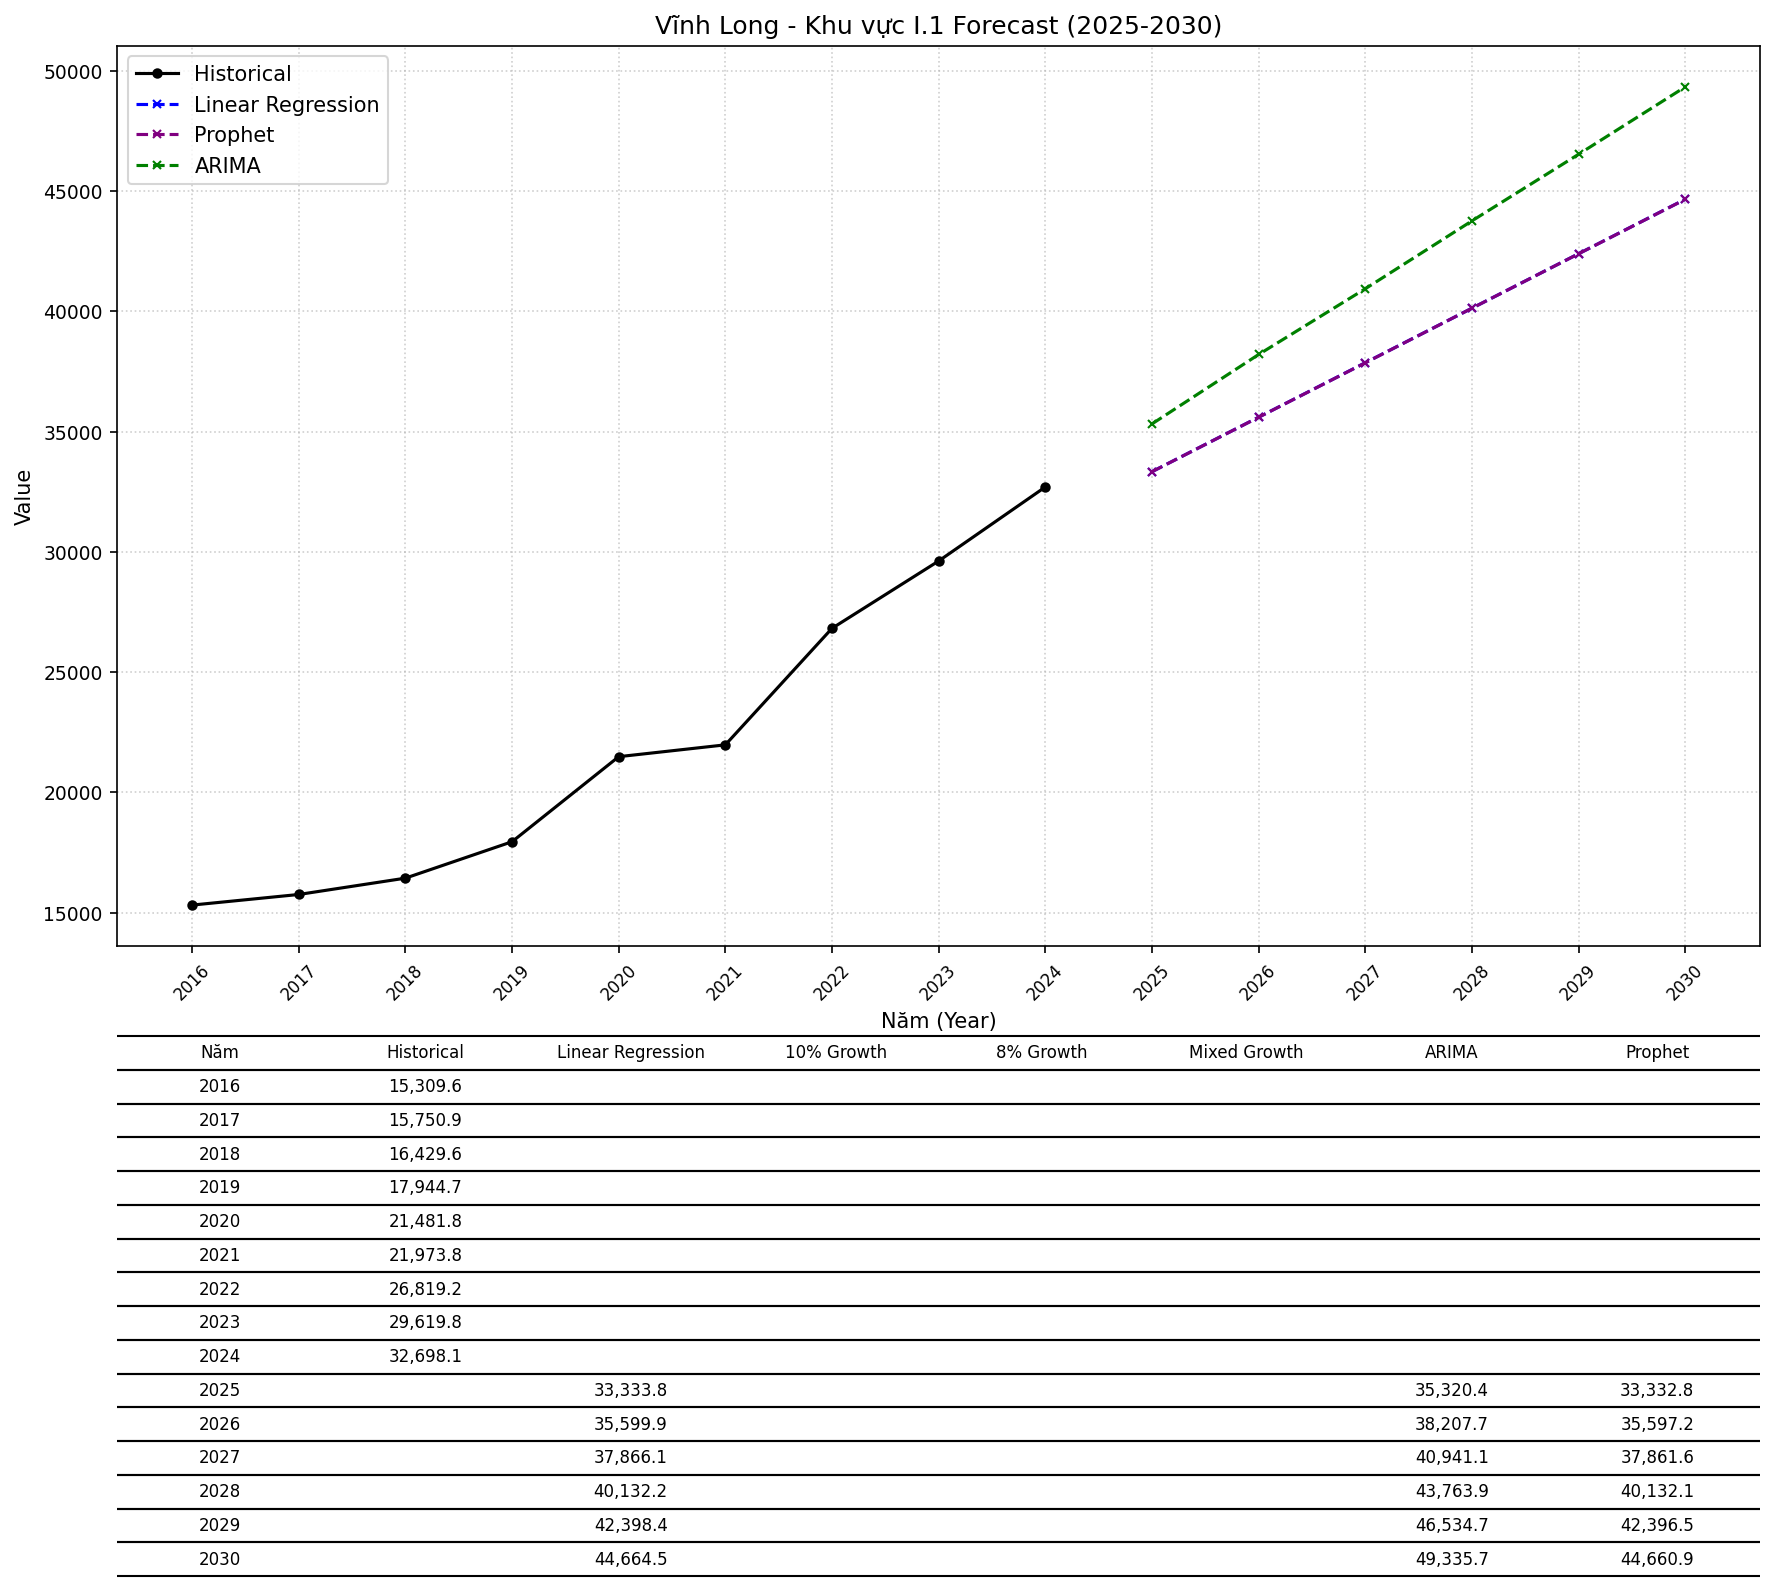 Vĩnh Long - Khu vực I.1 Forecast (2025-2030)
Historical
Linear Regression
Prophet
ARIMA
50000
45000
40000
35000
30000
25000
20000
15000
Value
2016 2017 2018 2019 2020 2021 2022 2023 2024 2025 2026 2027 2028 2029 2030
Năm (Year)
Năm Historical Linear Regression 10% Growth 8% Growth Mixed Growth ARIMA Prophet
2016 15,309.6
2017 15,750.9
2018 16,429.6
2019 17,944.7
2020 21,481.8
2021 21,973.8
2022 26,819.2
2023 29,619.8
2024 32,698.1
2025 33,333.8 35,320.4 33,332.8
2026 35,599.9 38,207.7 35,597.2
2027 37,866.1 40,941.1 37,861.6
2028 40,132.2 43,763.9 40,132.1
2029 42,398.4 46,534.7 42,396.5
2030 44,664.5 49,335.7 44,660.9